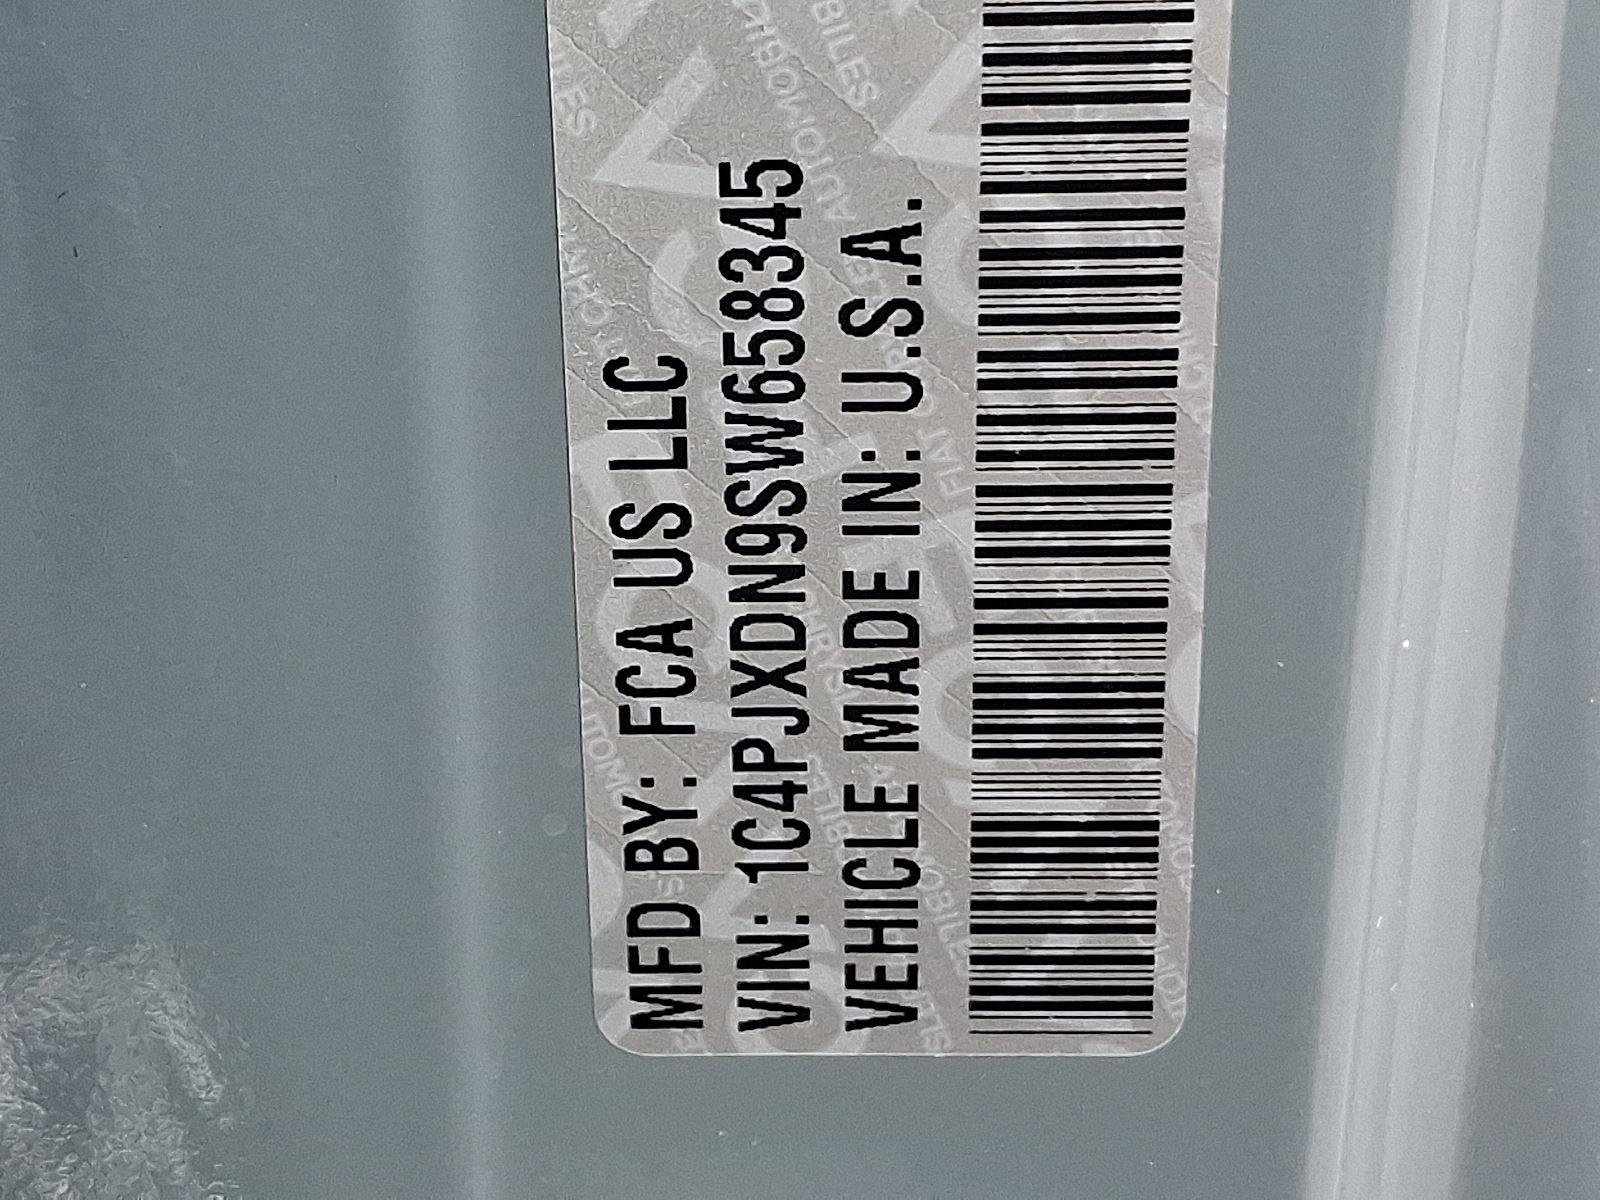 MFD BY: FCA US LLC
VIN: 1C4PJXDN9SW658345
VEHICLE MADE IN: U.S.A.